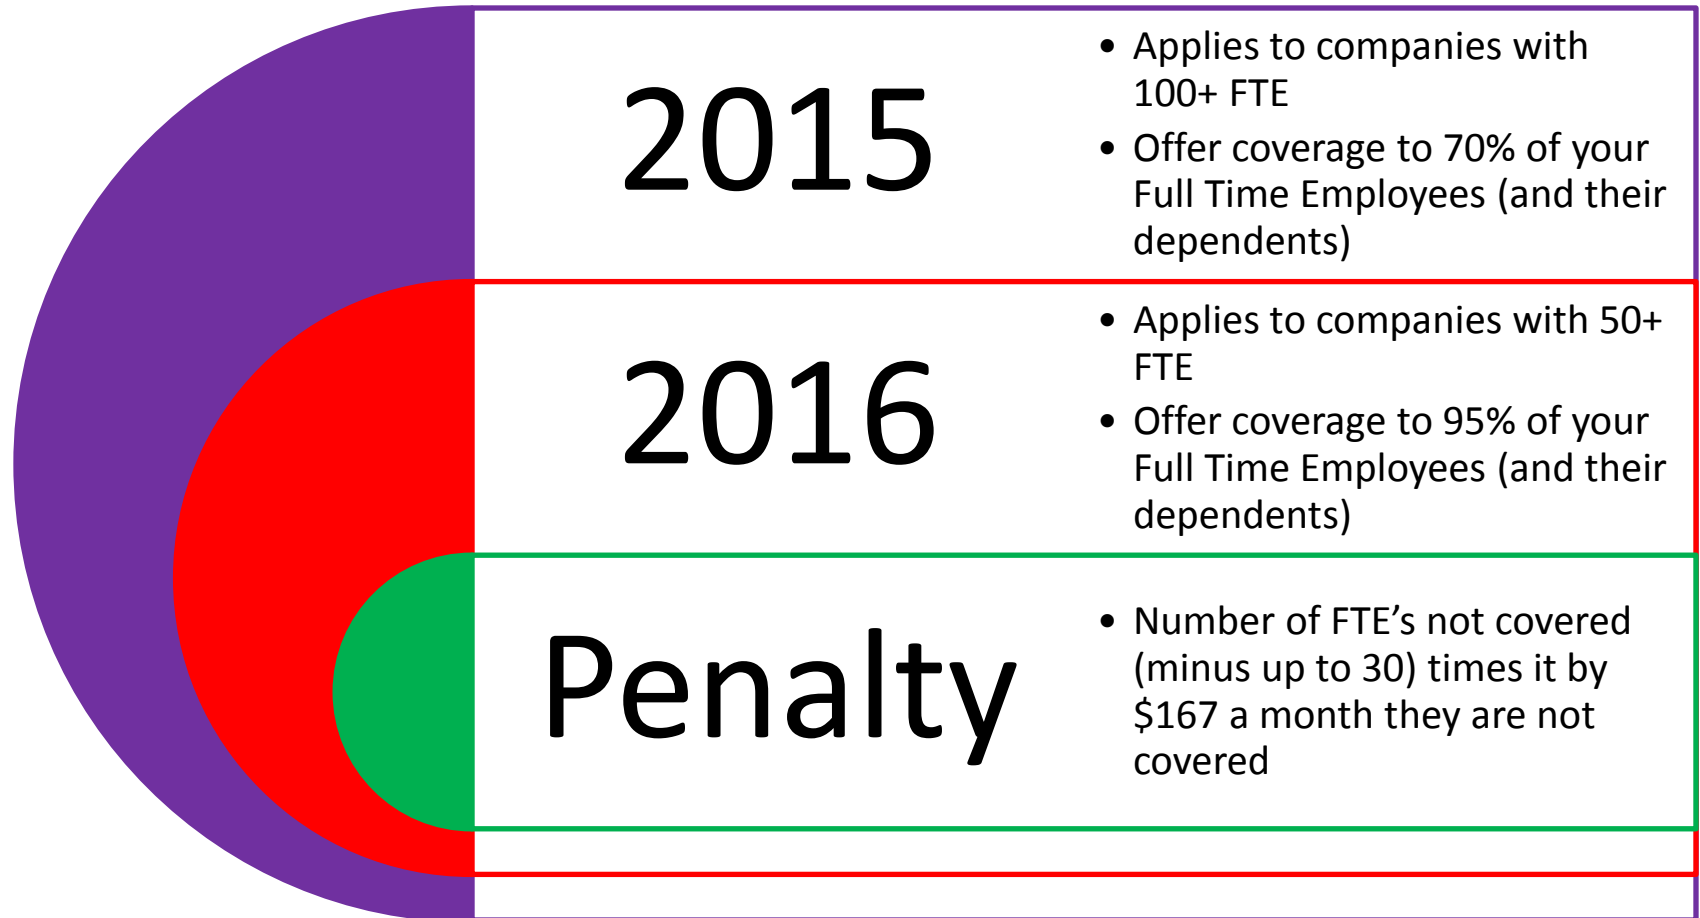 2015
• Applies to companies with
100+ FTE
• Offer coverage to 70% of your
Full Time Employees (and their
dependents)
2016
• Applies to companies with 50+
FTE
• Offer coverage to 95% of your
Full Time Employees (and their
dependents)
Penalty
• Number of FTE’s not covered
(minus up to 30) times it by
$167 a month they are not
covered